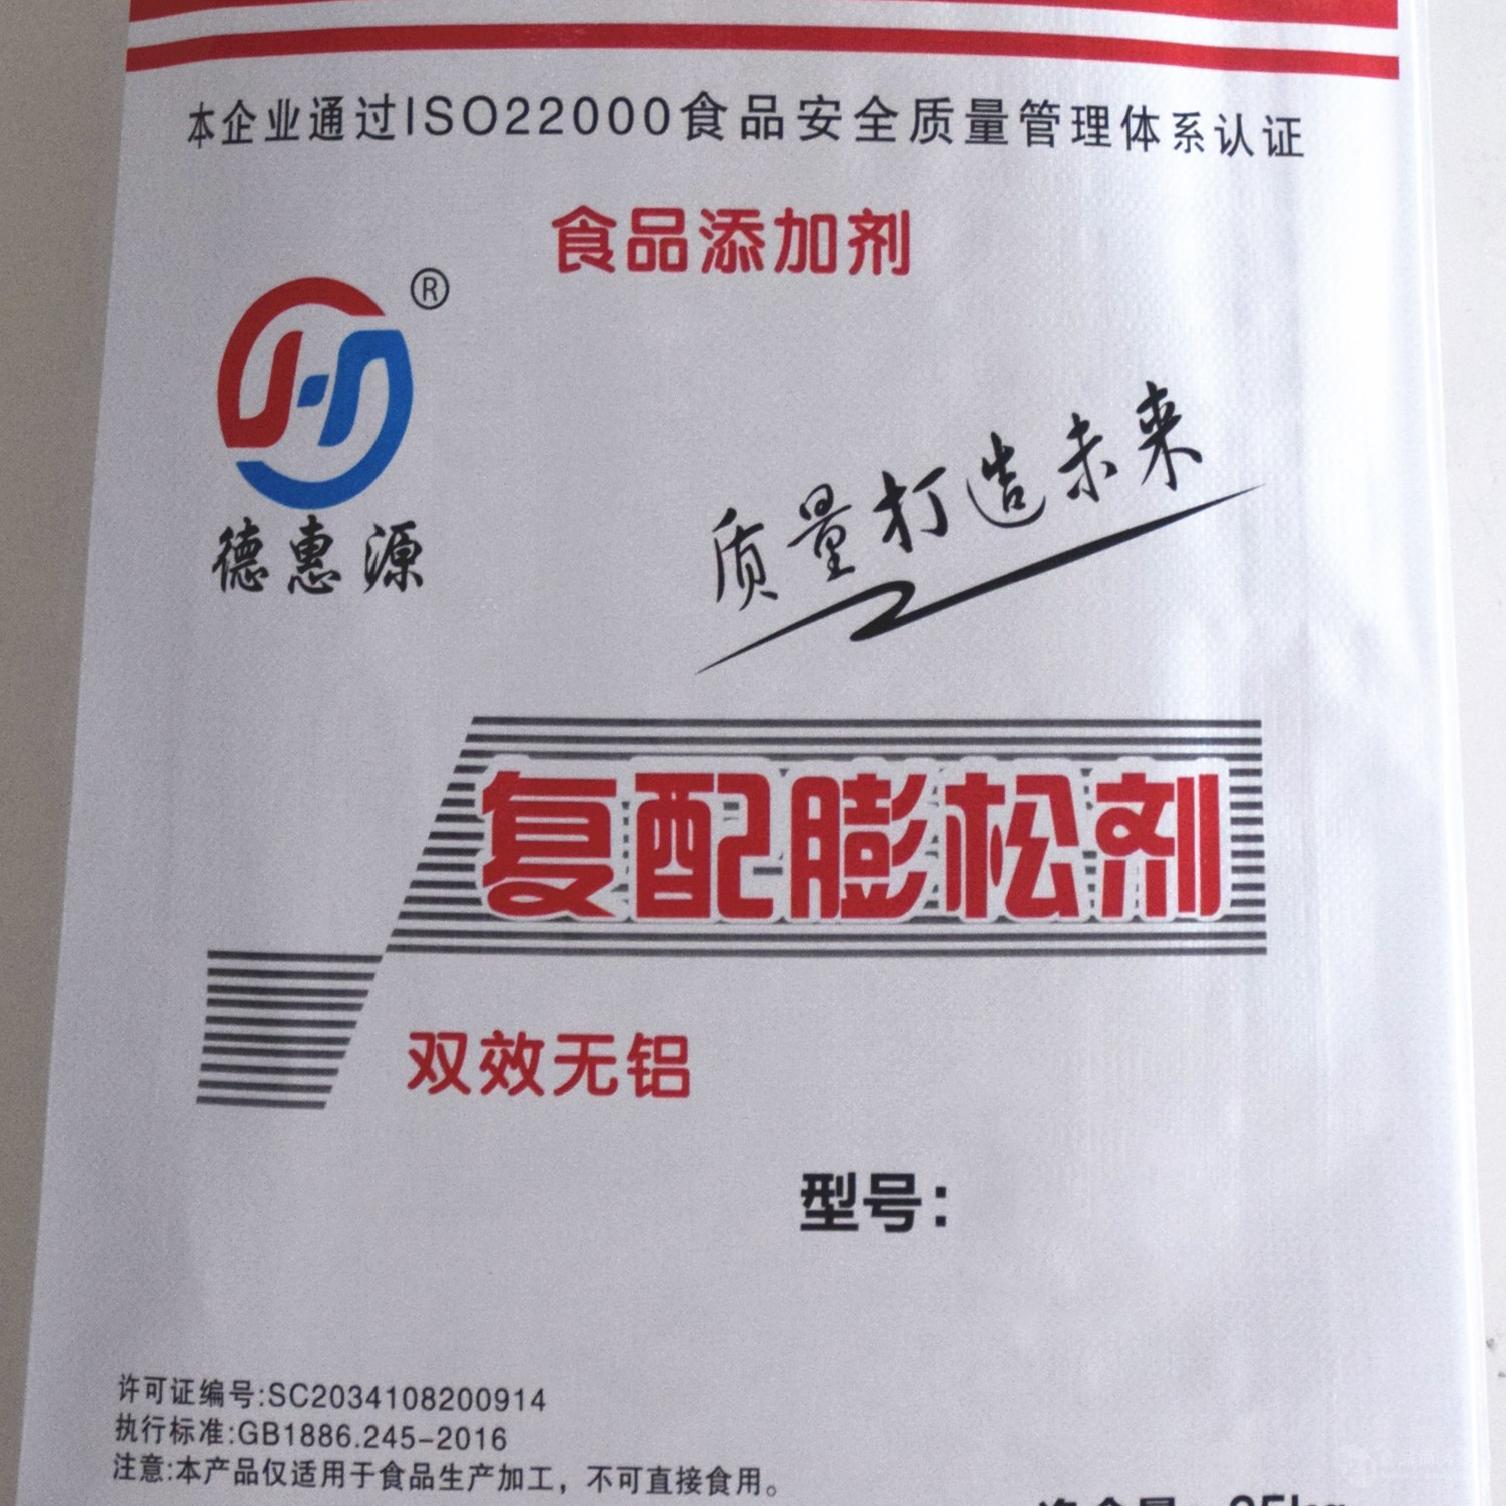 本企业通过ISO22000食品安全质量管理体系认证
食品添加剂
®
德惠源
质量打造未来
复配膨松剂
双效无铝
型号：
许可证编号:SC2034108200914
执行标准:GB1886.245-2016
注意:本产品仅适用于食品生产加工，不可直接食用。